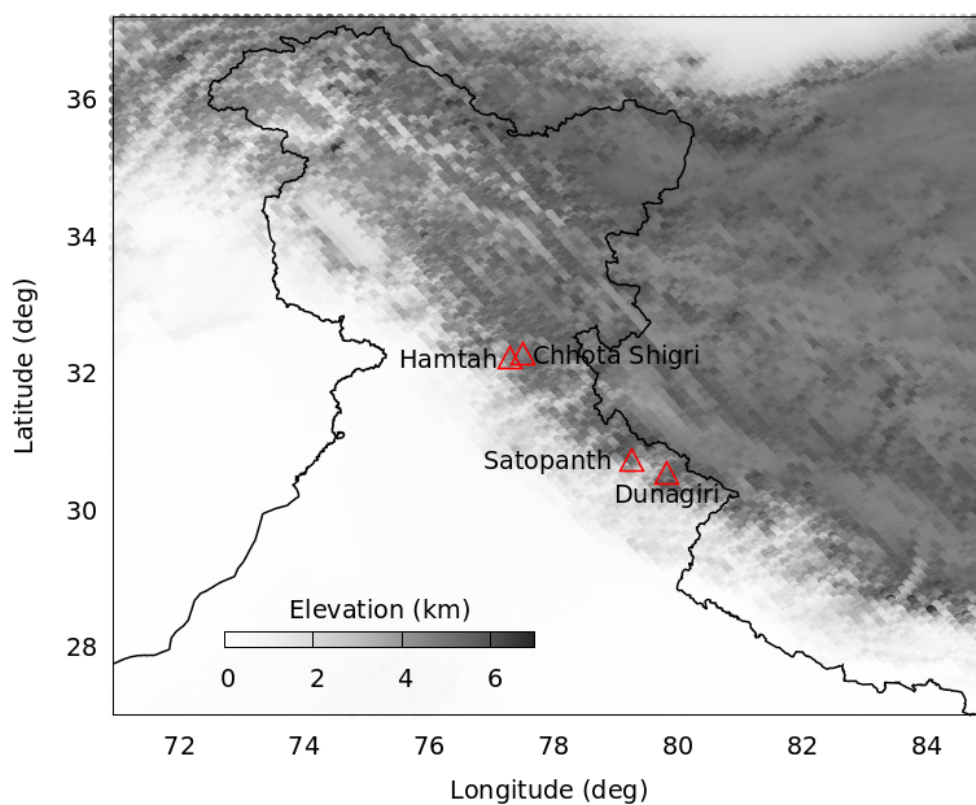 36
34
32
30
28
Latitude (deg)
Hamtah
Chhota Shigri
Satopanth
Dunagiri
Elevation (km)
0 2 4 6
72 74 76 78 80 82 84
Longitude (deg)